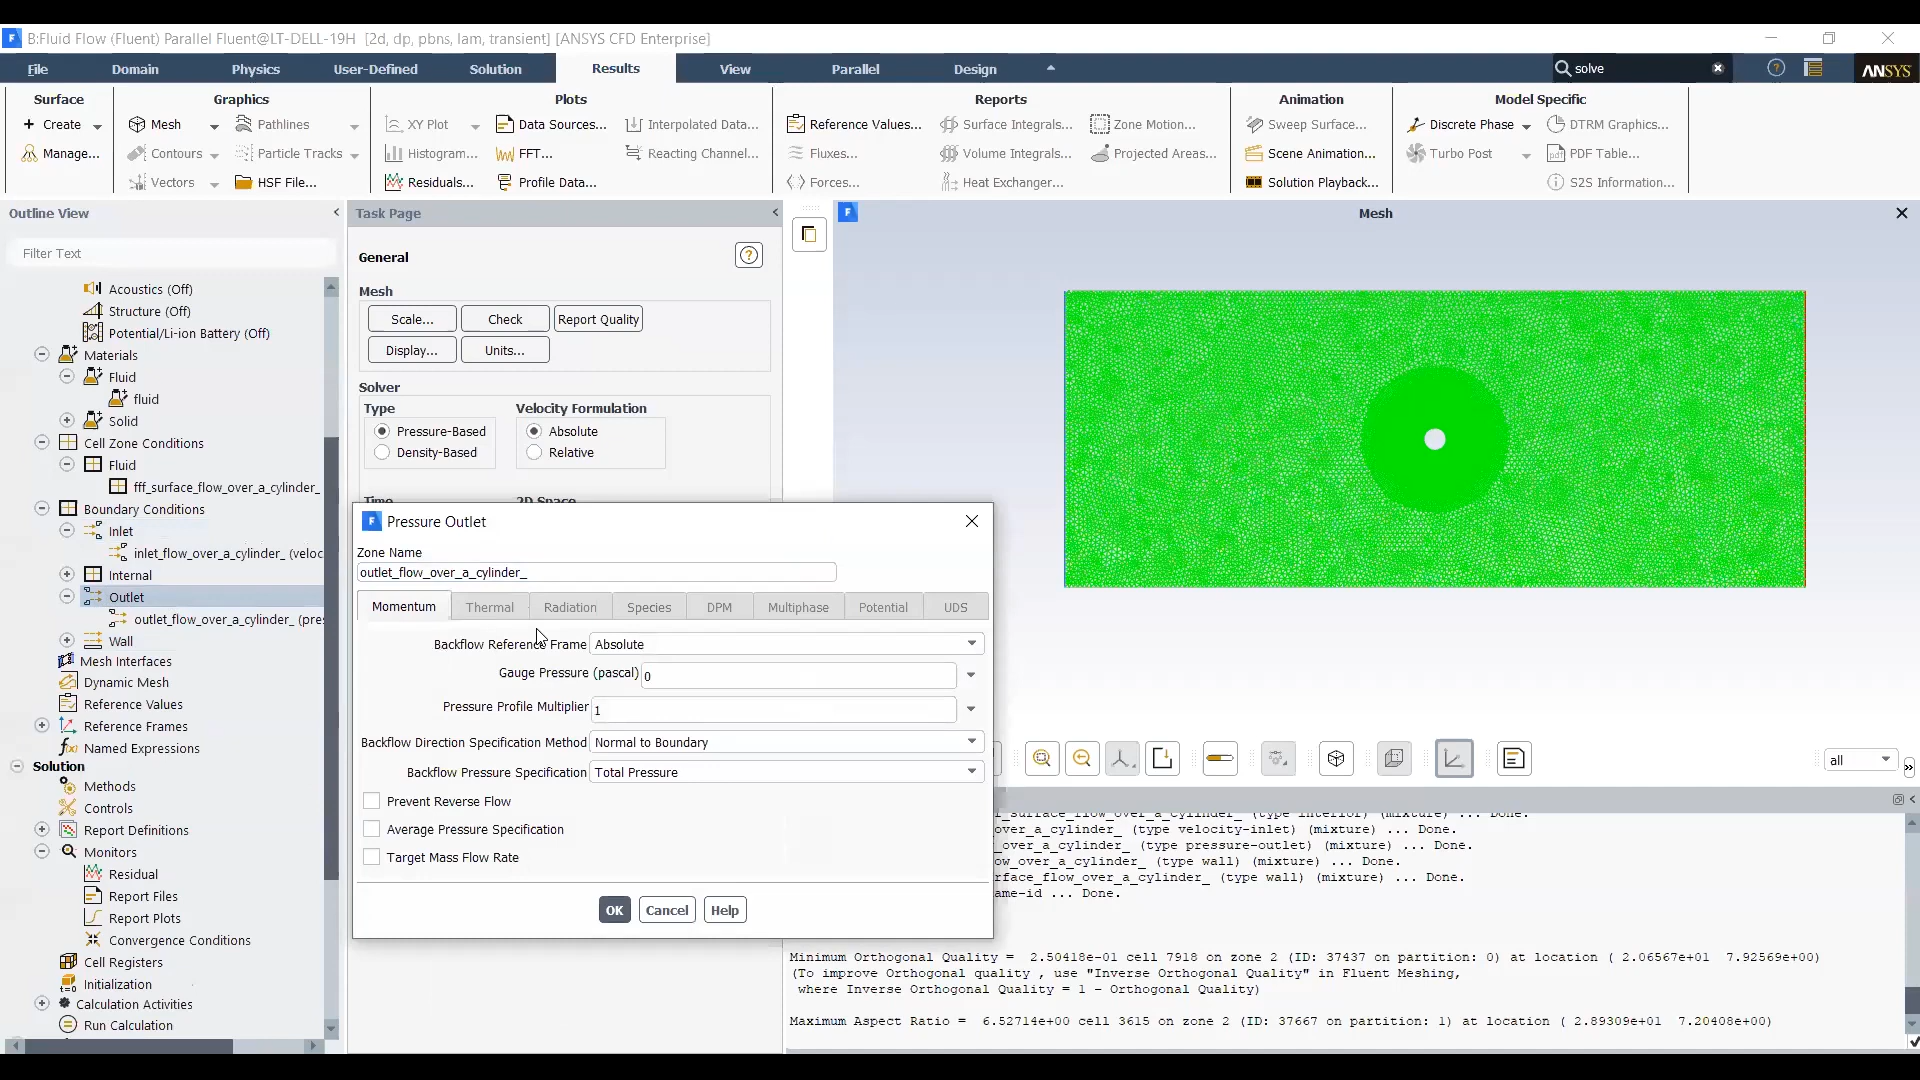 B:Fluid Flow (Fluent) Parallel Fluent@LT-DELL-19H [2d, dp, pbns, lam, transient] [ANSYS CFD Enterprise]
File Domain Physics User-Defined Solution Results View Parallel Design solve ANSYS
Surface Graphics Plots Reports Animation Model Specific
+ Create Mesh Pathlines XY Plot Data Sources... Interpolated Data... Reference Values... Surface Integrals... Zone Motion... Sweep Surface... Discrete Phase DTRM Graphics...
Manage... Contours Particle Tracks Histogram... FFT... Reacting Channel... Fluxes... Volume Integrals... Projected Areas... Scene Animation... Turbo Post PDF Table...
Vectors HSF File... Residuals... Profile Data... Forces... Heat Exchanger... Solution Playback... S2S Information...
Outline View
Filter Text
Acoustics (Off)
Structure (Off)
Potential/Li-ion Battery (Off)
Materials
Fluid
fluid
Solid
Cell Zone Conditions
Fluid
fff_surface_flow_over_a_cylinder_
Boundary Conditions
Inlet
inlet_flow_over_a_cylinder_ (veloc
Internal
Outlet
outlet_flow_over_a_cylinder_ (pre
Wall
Mesh Interfaces
Dynamic Mesh
Reference Values
Reference Frames
Named Expressions
Solution
Methods
Controls
Report Definitions
Monitors
Residual
Report Files
Report Plots
Convergence Conditions
Cell Registers
Initialization
Calculation Activities
Run Calculation
Task Page
General
Mesh
Scale... Check Report Quality
Display... Units...
Solver
Type Velocity Formulation
Pressure-Based Absolute
Density-Based Relative
Time 2D Space
Pressure Outlet
Zone Name
outlet_flow_over_a_cylinder_
Momentum Thermal Radiation Species DPM Multiphase Potential UDS
Backflow Reference Frame Absolute
Gauge Pressure (pascal) 0
Pressure Profile Multiplier 1
Backflow Direction Specification Method Normal to Boundary
Backflow Pressure Specification Total Pressure
Prevent Reverse Flow
Average Pressure Specification
Target Mass Flow Rate
OK Cancel Help
Mesh
all
_surface_flow_over_a_cylinder_ (type interior) (mixture) ... Done.
over_a_cylinder_ (type velocity-inlet) (mixture) ... Done.
_over_a_cylinder_ (type pressure-outlet) (mixture) ... Done.
ow_over_a_cylinder_ (type wall) (mixture) ... Done.
rface_flow_over_a_cylinder_ (type wall) (mixture) ... Done.
ame-id ... Done.
Minimum Orthogonal Quality = 2.50418e-01 cell 7918 on zone 2 (ID: 37437 on partition: 0) at location ( 2.06567e+01 7.92569e+00)
(To improve Orthogonal quality , use "Inverse Orthogonal Quality" in Fluent Meshing,
where Inverse Orthogonal Quality = 1 - Orthogonal Quality)
Maximum Aspect Ratio = 6.52714e+00 cell 3615 on zone 2 (ID: 37667 on partition: 1) at location ( 2.89309e+01 7.20408e+00)